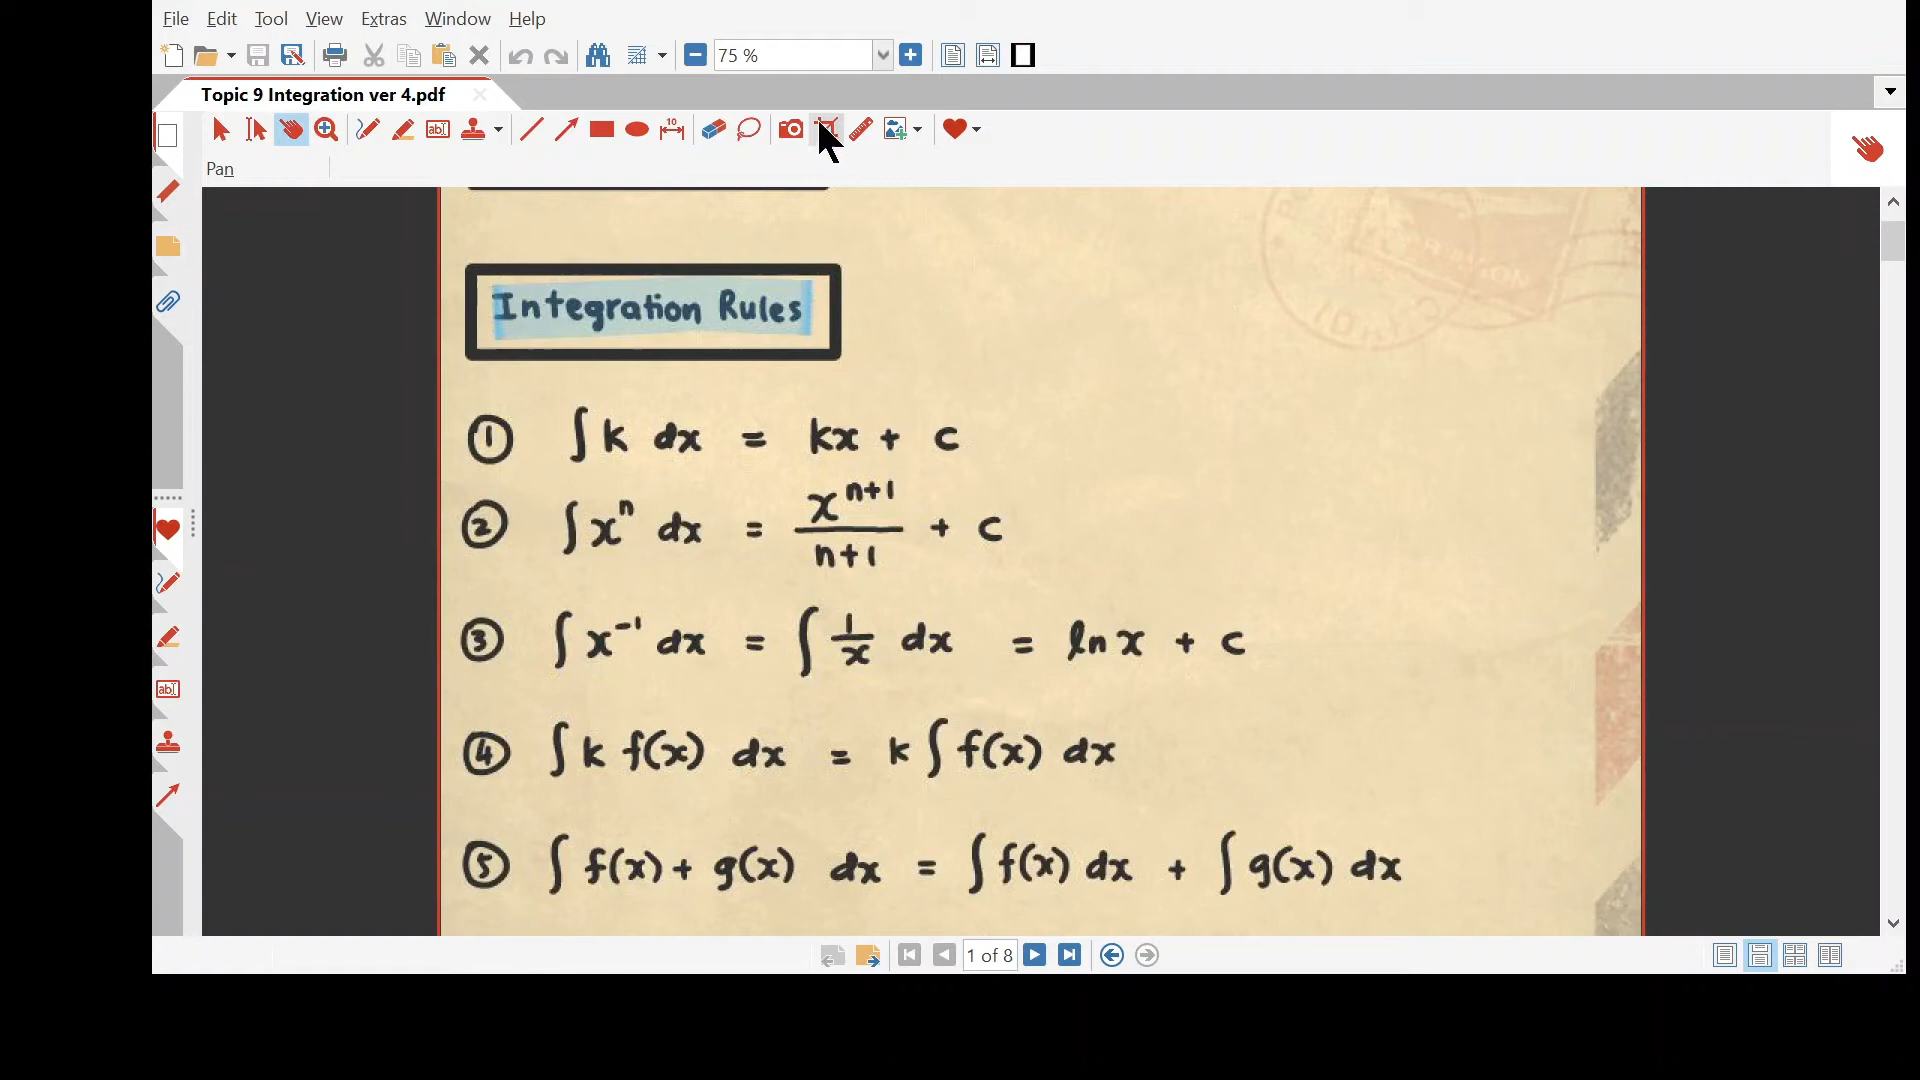 File Edit Tool View Extras Window Help
75 %
Topic 9 Integration ver 4.pdf
Pan
Integration Rules
① ∫ k dx = kx + c
② ∫ xⁿ dx = xⁿ⁺¹/n+1 + c
③ ∫ x⁻¹ dx = ∫ 1/x dx = ln x + c
④ ∫ k f(x) dx = k ∫ f(x) dx
⑤ ∫ f(x) + g(x) dx = ∫ f(x) dx + ∫ g(x) dx
1 of 8